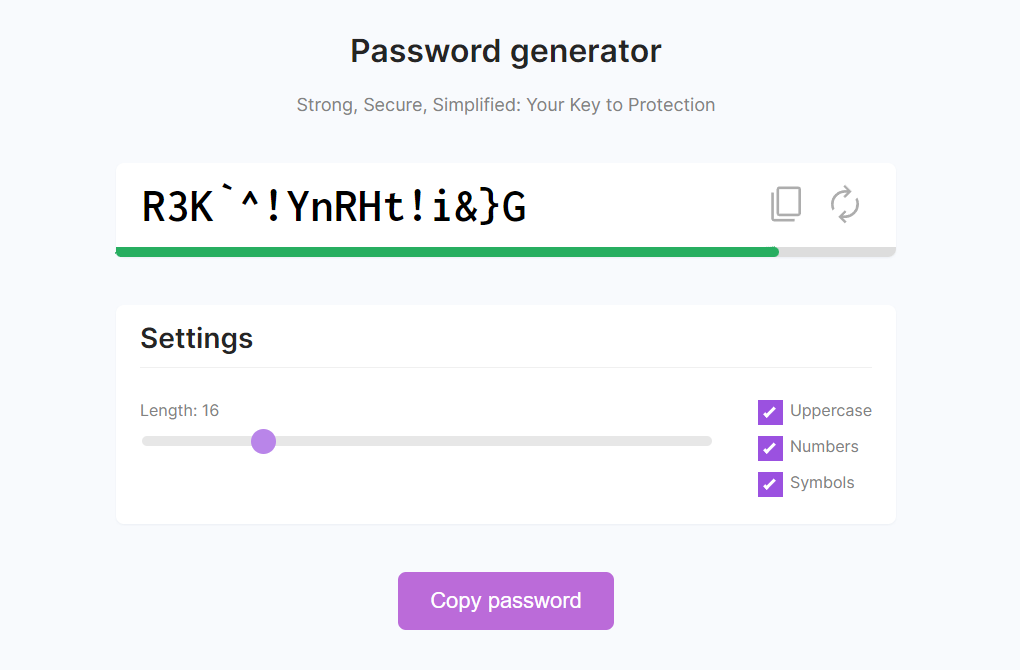 Password generator
Strong, Secure, Simplified: Your Key to Protection
R3K`^!YnRHt!i&}G
Settings
Length: 16
Uppercase
Numbers
Symbols
Copy password